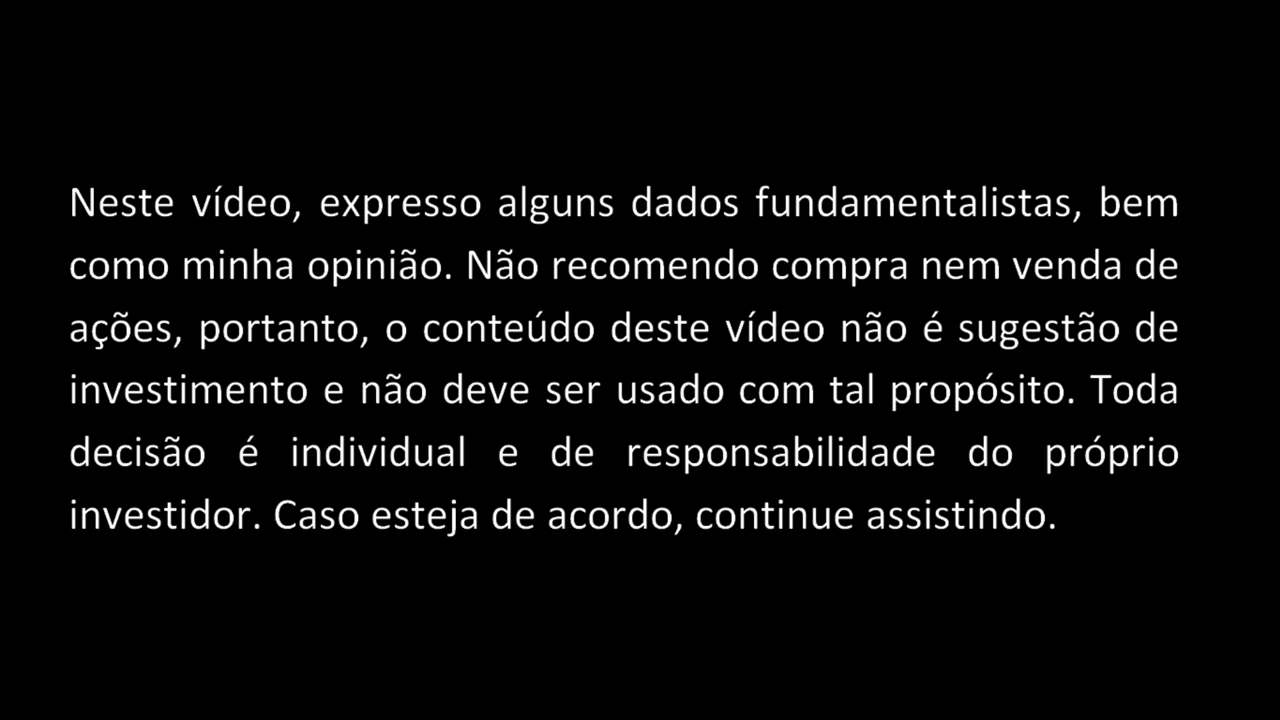 Neste vídeo, expresso alguns dados fundamentalistas, bem
como minha opinião. Não recomendo compra nem venda de
ações, portanto, o conteúdo deste vídeo não é sugestão de
investimento e não deve ser usado com tal propósito. Toda
decisão é individual e de responsabilidade do próprio
investidor. Caso esteja de acordo, continue assistindo.